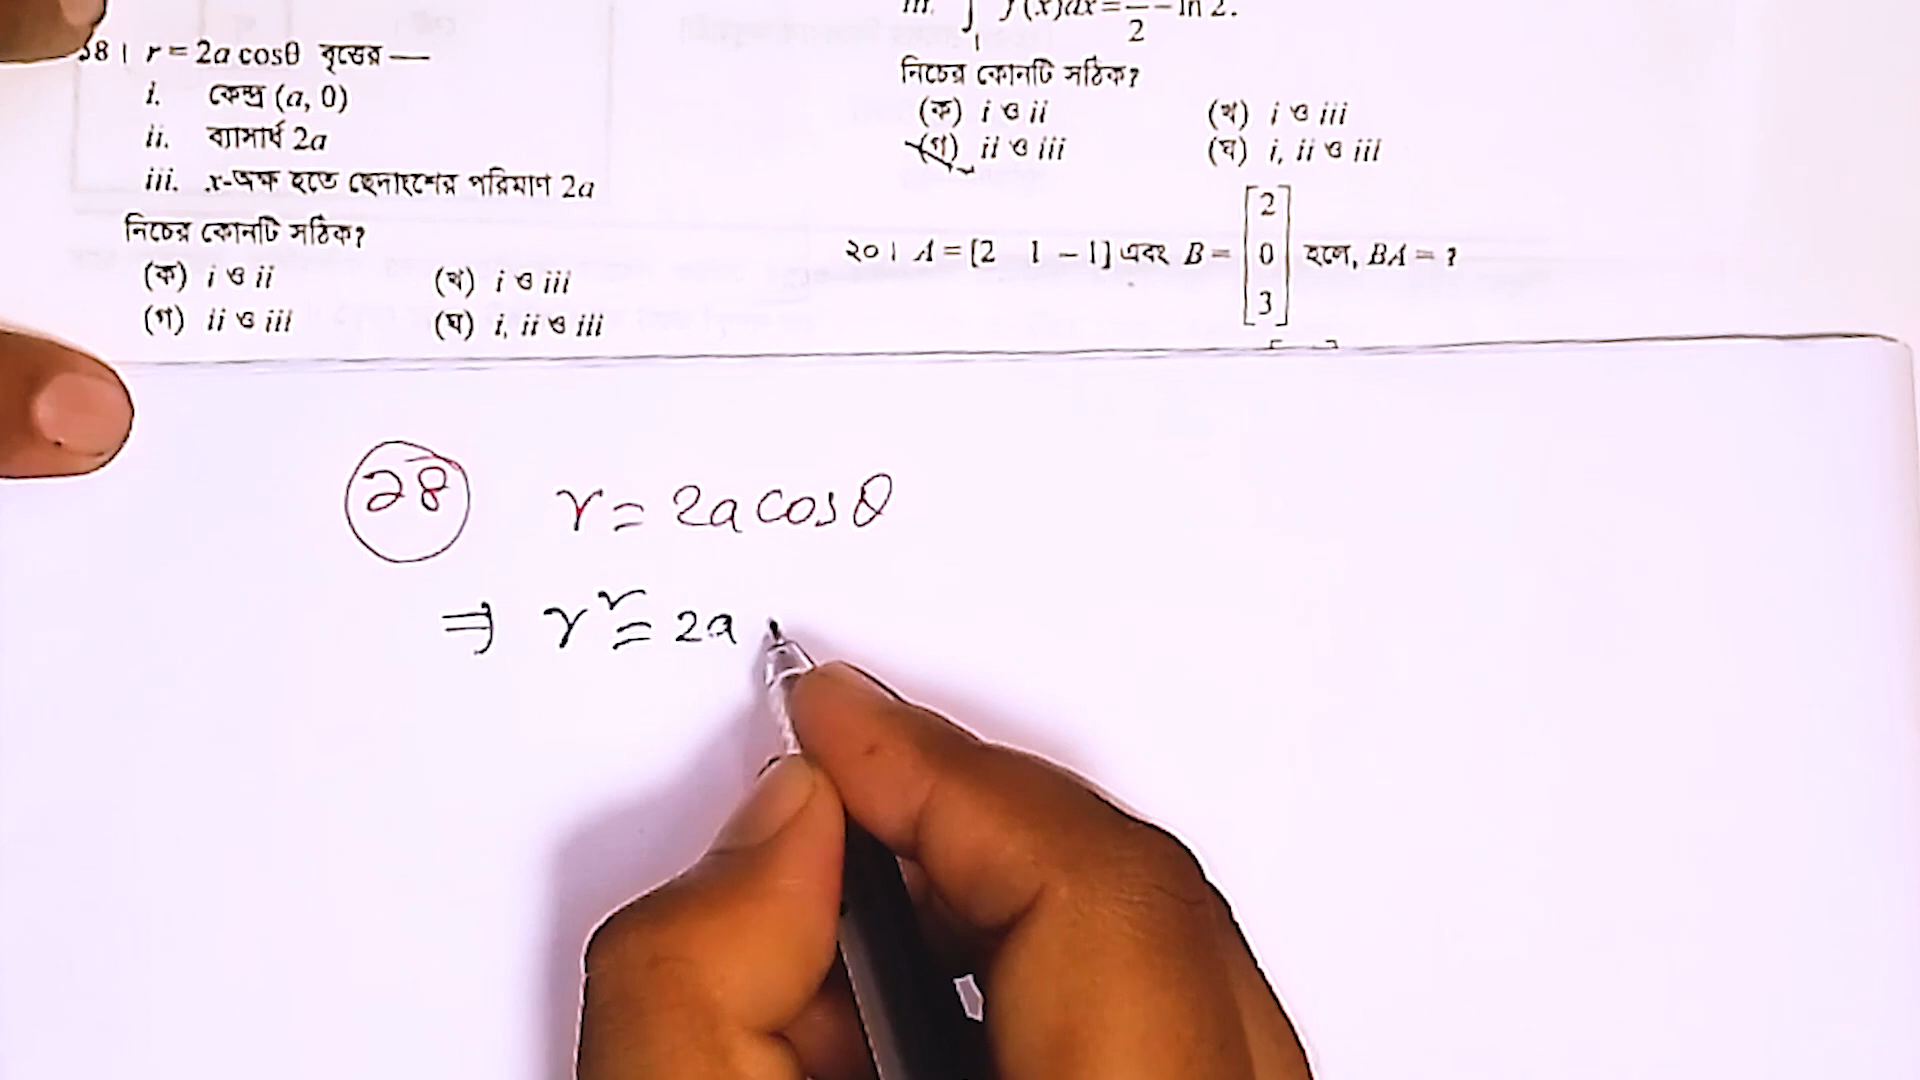 ১৪। r = 2a cosθ বৃত্তের —
i. কেন্দ্র (a, 0)
ii. ব্যাসার্ধ 2a
iii. x-অক্ষ হতে ছেদাংশের পরিমাণ 2a
নিচের কোনটি সঠিক?
(ক) i ও ii (খ) i ও iii
(গ) ii ও iii (ঘ) i, ii ও iii
নিচের কোনটি সঠিক?
(ক) i ও ii (খ) i ও iii
(গ) ii ও iii (ঘ) i, ii ও iii
২০। A = [2 1 – 1] এবং B = [2 0 3] হলে, BA = ?
r = 2a cosθ
⇒ r² = 2a